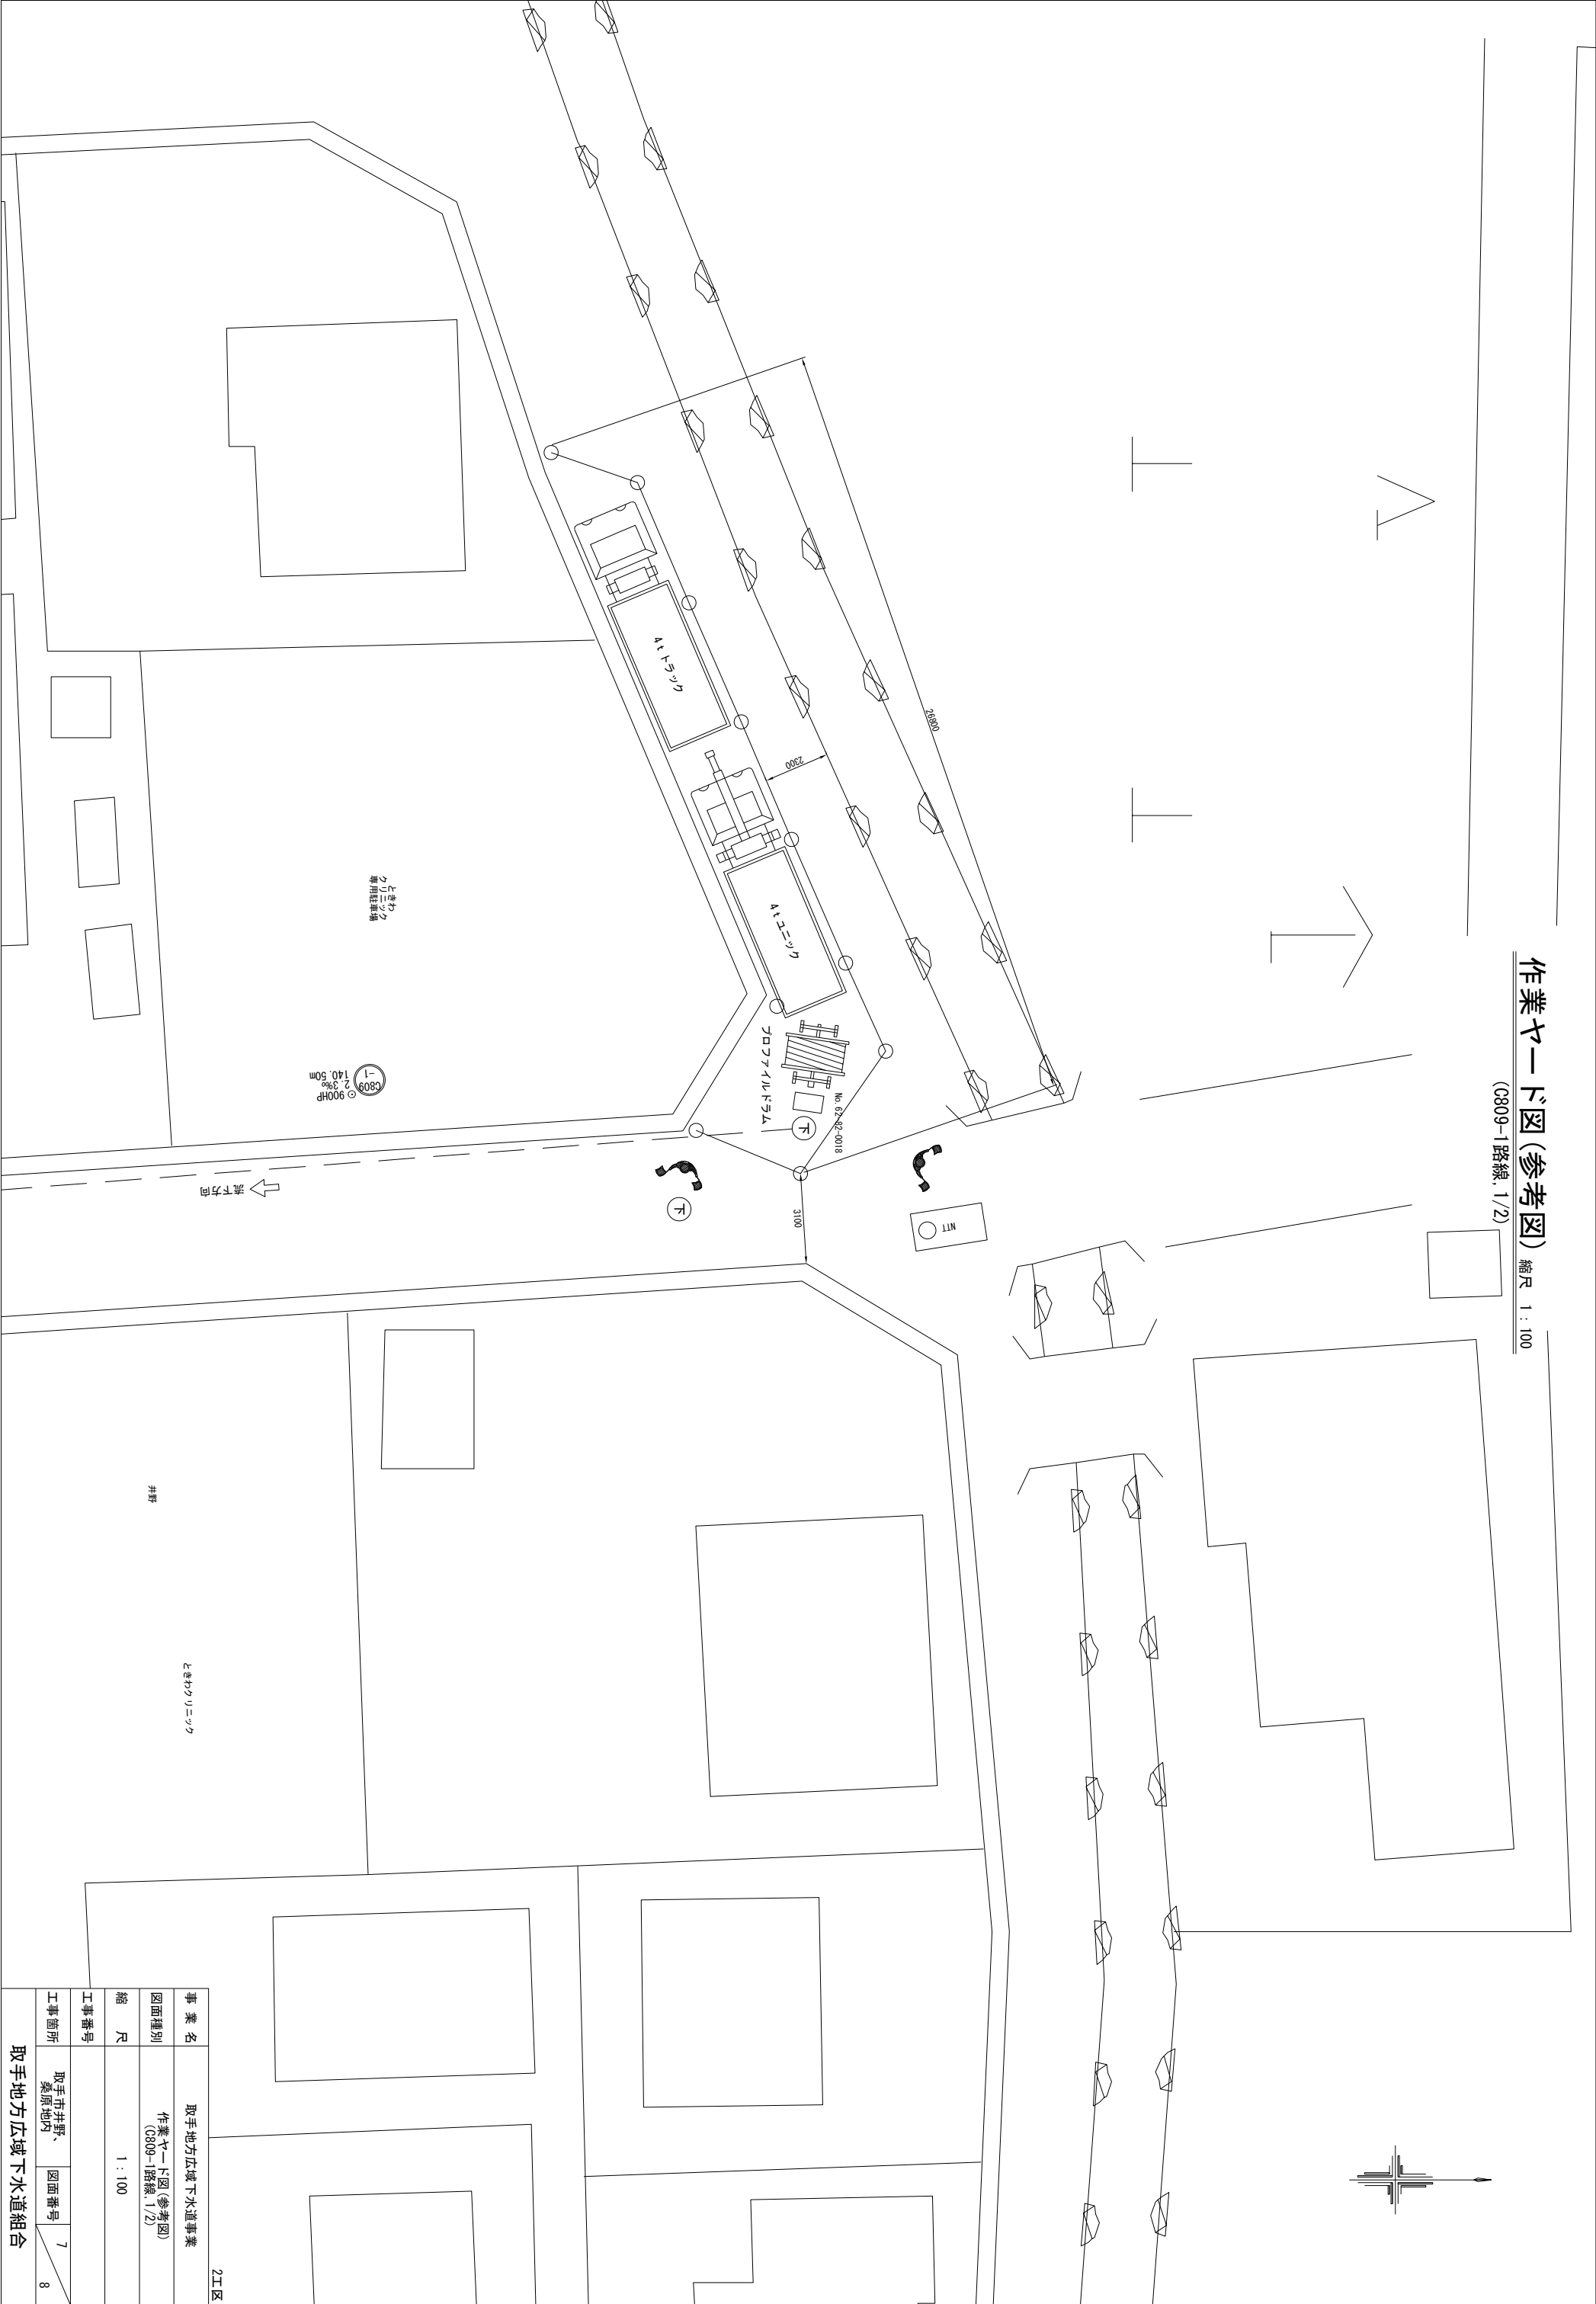 作業ヤード図(参考図) 縮尺 1:100
(C809-1路線,1/2)
26800
2300
4tトラック
4tユニック
プロファイルドラム
No.62-82-0018
下
下
NTT
3100
ときわ
クリニック
専用駐車場
C809
-1
⊙900HP
2.3‰
140.50m
流下方向
井野
ときわクリニック
2工区
事業名 取手地方広域下水道事業
図面種別 作業ヤード図(参考図)
(C809-1路線,1/2)
縮尺 1:100
工事番号
工事箇所 取手市井野、
桑原地内
図面番号 7
8
取手地方広域下水道組合